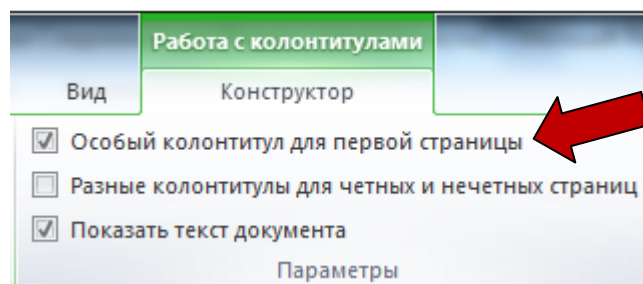 Работа с колонтитулами
Вид Конструктор
Особый колонтитул для первой страницы
Разные колонтитулы для четных и нечетных страниц
Показать текст документа
Параметры